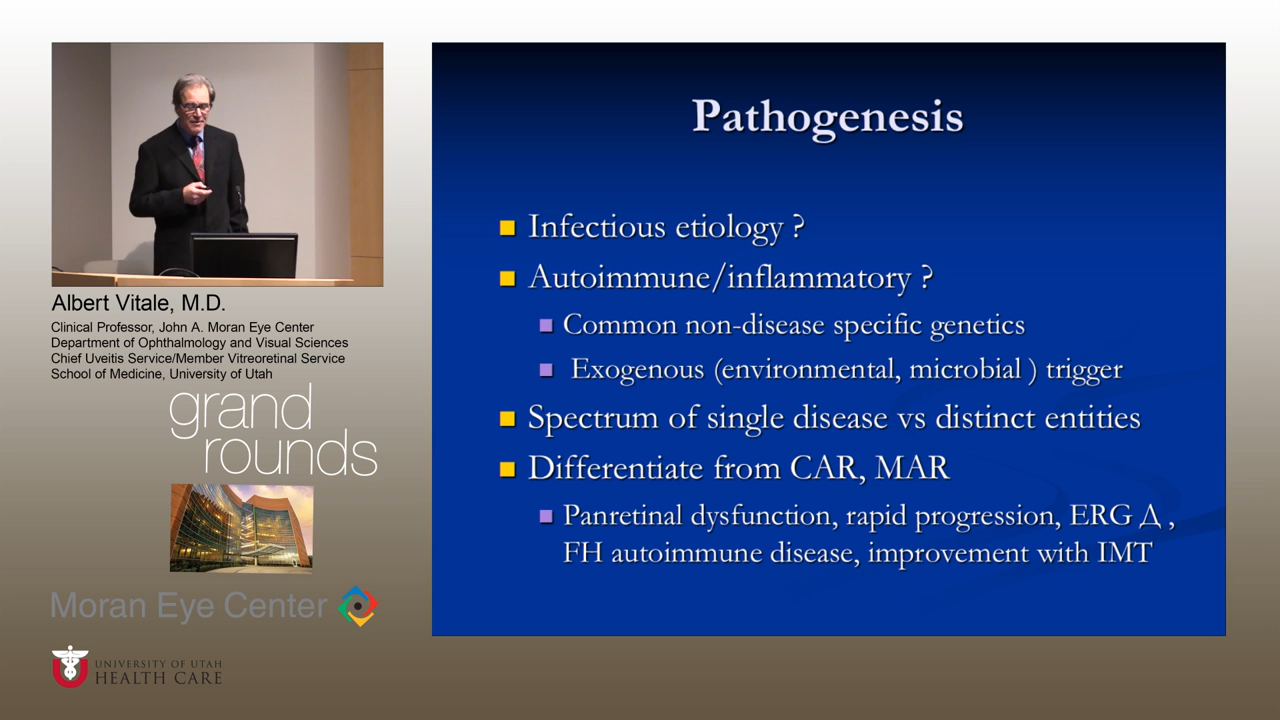 Albert Vitale, M.D.
Clinical Professor, John A. Moran Eye Center
Department of Ophthalmology and Visual Sciences
Chief Uveitis Service/Member Vitreoretinal Service
School of Medicine, University of Utah
grand
rounds
Moran Eye Center
UNIVERSITY OF UTAH
HEALTH CARE
Pathogenesis
Infectious etiology ?
Autoimmune/inflammatory ?
Common non-disease specific genetics
Exogenous (environmental, microbial ) trigger
Spectrum of single disease vs distinct entities
Differentiate from CAR, MAR
Panretinal dysfunction, rapid progression, ERG Δ ,
FH autoimmune disease, improvement with IMT